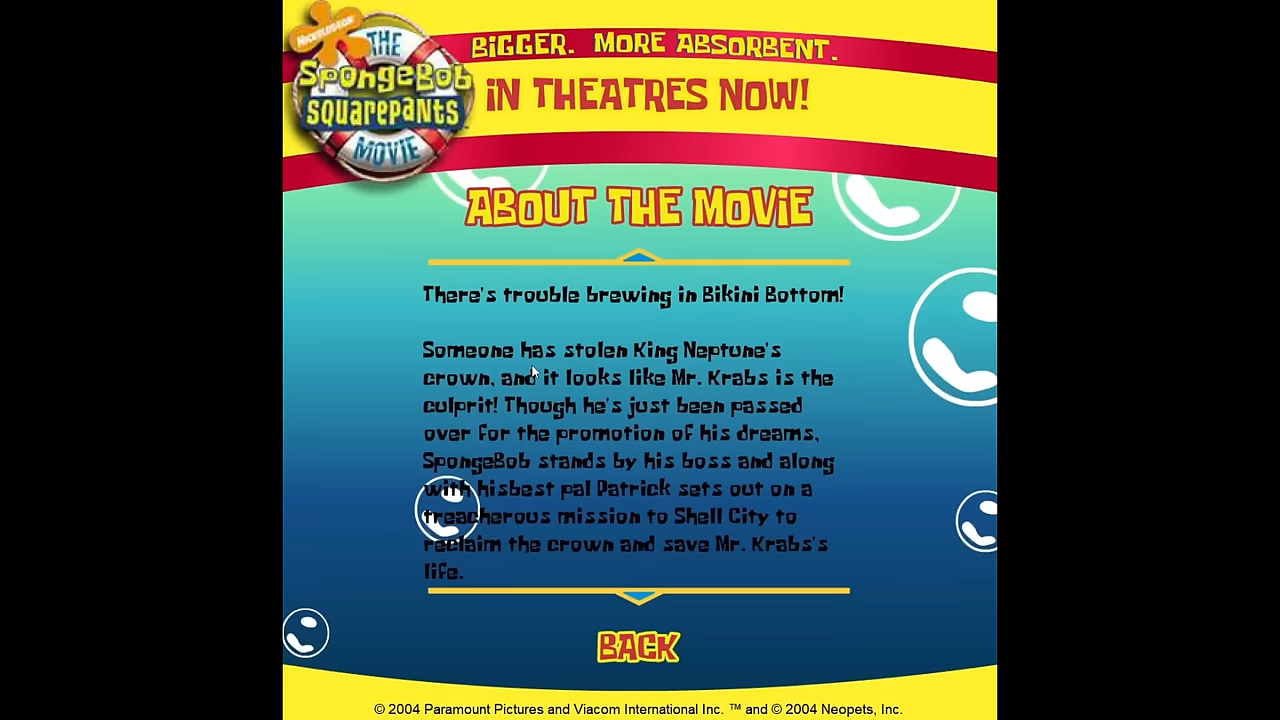 NICKELODEON
THE
SPONGEBOB
SQUAREPANTS
MOVIE
BIGGER. MORE ABSORBENT.
IN THEATRES NOW!
ABOUT THE MOVIE
There's trouble brewing in Bikini Bottom!
Someone has stolen King Neptune's
crown, and it looks like Mr. Krabs is the
culprit! Though he's just been passed
over for the promotion of his dreams,
SpongeBob stands by his boss and along
with hisbest pal Patrick sets out on a
treacherous mission to Shell City to
reclaim the crown and save Mr. Krabs's
life.
BACK
© 2004 Paramount Pictures and Viacom International Inc. ™ and © 2004 Neopets, Inc.